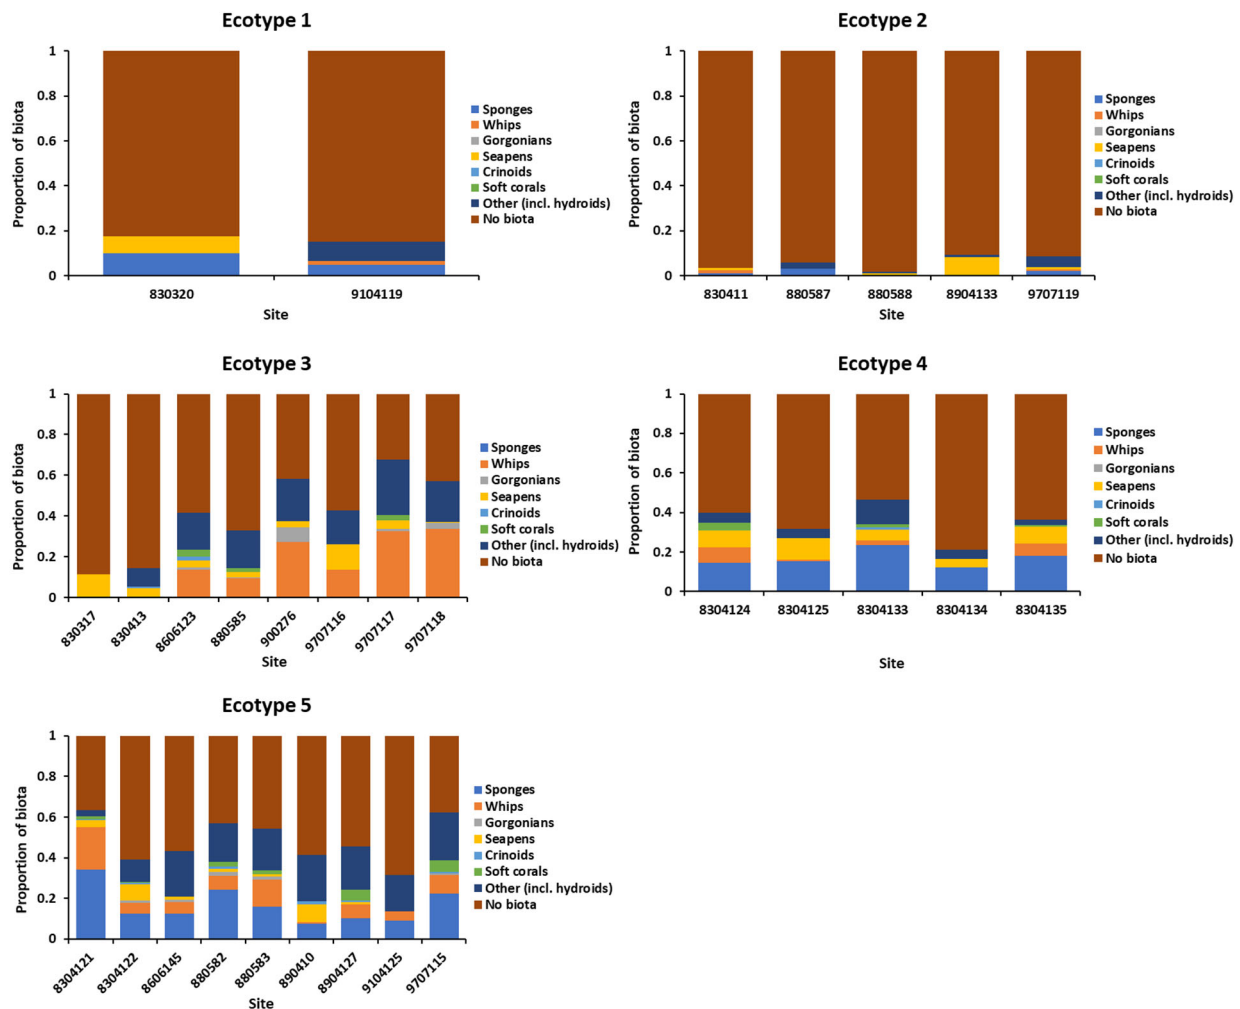 Ecotype 1
Proportion of biota
1
0.8
0.6
0.4
0.2
0
830320 9104119
Site
Sponges
Whips
Gorgonians
Seapens
Crinoids
Soft corals
Other (incl. hydroids)
No biota
Ecotype 2
Proportion of biota
1
0.8
0.6
0.4
0.2
0
830411 880587 880588 8904133 9707119
Site
Sponges
Whips
Gorgonians
Seapens
Crinoids
Soft corals
Other (incl. hydroids)
No biota
Ecotype 3
Proportion of biota
1
0.8
0.6
0.4
0.2
0
830317 830413 8606123 880585 900276 9707116 9707117 9707118
Site
Sponges
Whips
Gorgonians
Seapens
Crinoids
Soft corals
Other (incl. hydroids)
No biota
Ecotype 4
Proportion of biota
1
0.8
0.6
0.4
0.2
0
8304124 8304125 8304133 8304134 8304135
Site
Sponges
Whips
Gorgonians
Seapens
Crinoids
Soft corals
Other (incl. hydroids)
No biota
Ecotype 5
Proportion of biota
1
0.8
0.6
0.4
0.2
0
8304121 8304122 8606145 880582 880583 890410 8904127 9104125 9707115
Site
Sponges
Whips
Gorgonians
Seapens
Crinoids
Soft corals
Other (incl. hydroids)
No biota